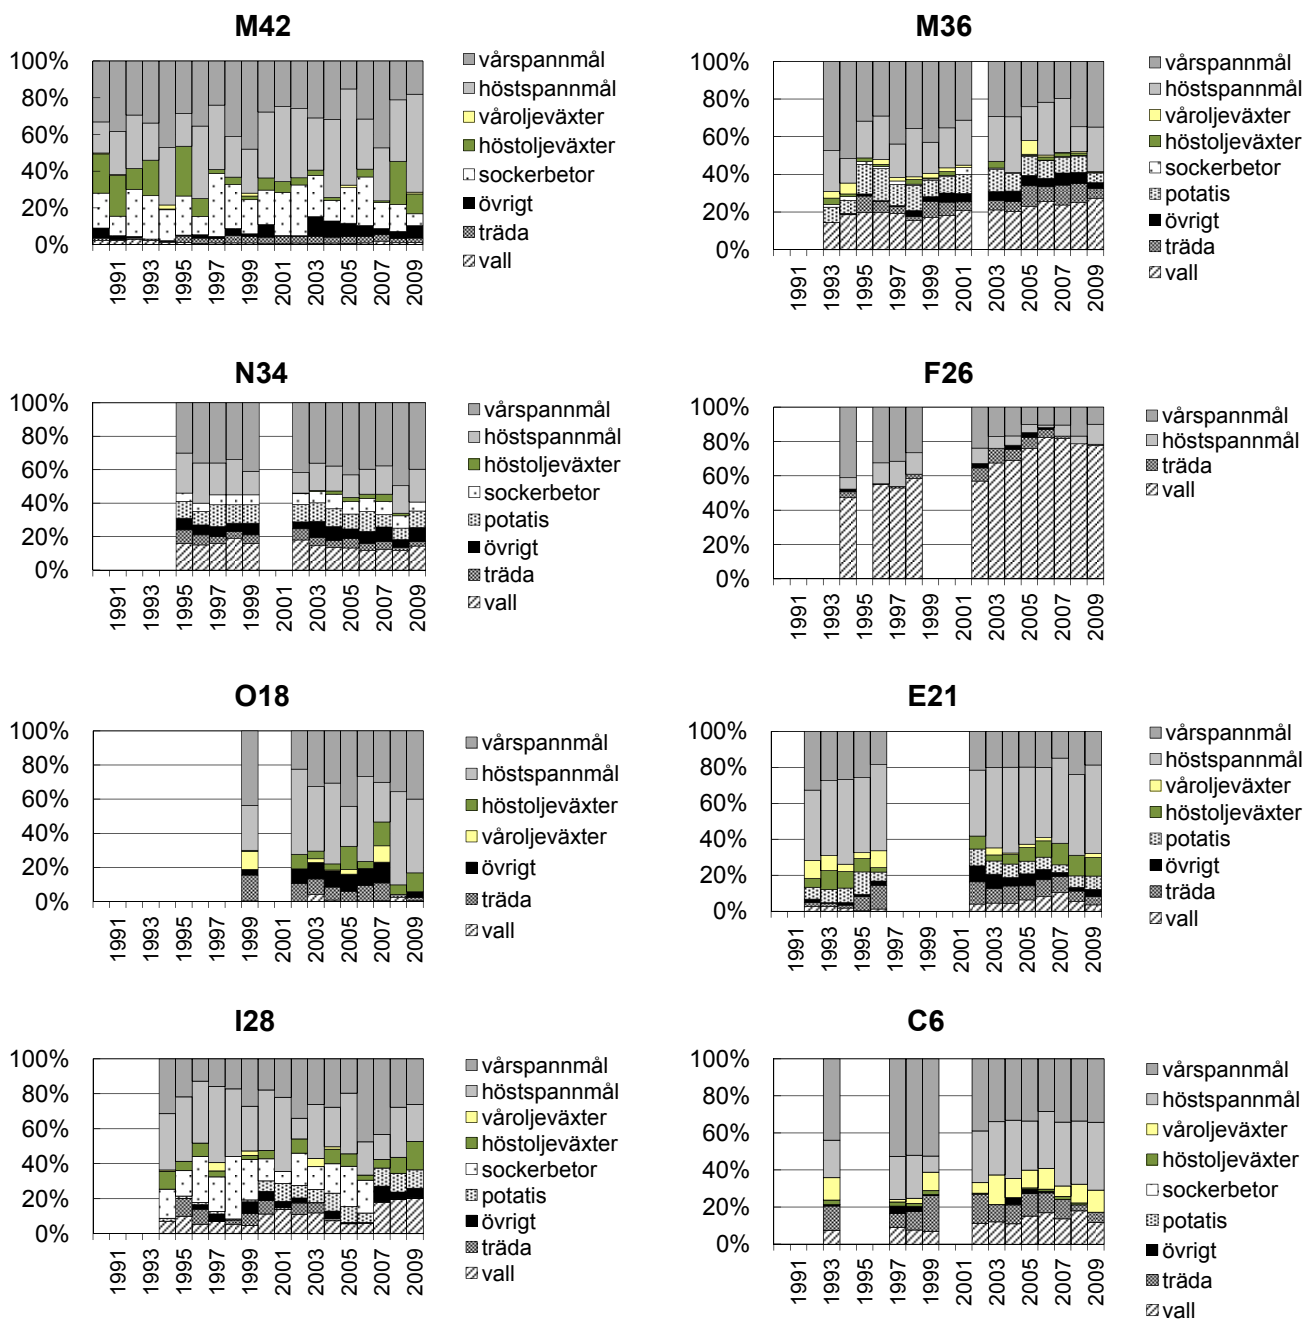 M42
100%
80%
60%
40%
20%
0%
1991
1993
1995
1997
1999
2001
2003
2005
2007
2009
vårspannmål
höstspannmål
våroljeväxter
höstoljeväxter
sockerbetor
övrigt
träda
vall
M36
100%
80%
60%
40%
20%
0%
1991
1993
1995
1997
1999
2001
2003
2005
2007
2009
vårspannmål
höstspannmål
våroljeväxter
höstoljeväxter
sockerbetor
potatis
övrigt
träda
vall
N34
100%
80%
60%
40%
20%
0%
1991
1993
1995
1997
1999
2001
2003
2005
2007
2009
vårspannmål
höstspannmål
höstoljeväxter
sockerbetor
potatis
övrigt
träda
vall
F26
100%
80%
60%
40%
20%
0%
1991
1993
1995
1997
1999
2001
2003
2005
2007
2009
vårspannmål
höstspannmål
träda
vall
O18
100%
80%
60%
40%
20%
0%
1991
1993
1995
1997
1999
2001
2003
2005
2007
2009
vårspannmål
höstspannmål
höstoljeväxter
våroljeväxter
övrigt
träda
vall
E21
100%
80%
60%
40%
20%
0%
1991
1993
1995
1997
1999
2001
2003
2005
2007
2009
vårspannmål
höstspannmål
våroljeväxter
höstoljeväxter
potatis
övrigt
träda
vall
I28
100%
80%
60%
40%
20%
0%
1991
1993
1995
1997
1999
2001
2003
2005
2007
2009
vårspannmål
höstspannmål
våroljeväxter
höstoljeväxter
sockerbetor
potatis
övrigt
träda
vall
C6
100%
80%
60%
40%
20%
0%
1991
1993
1995
1997
1999
2001
2003
2005
2007
2009
vårspannmål
höstspannmål
våroljeväxter
höstoljeväxter
sockerbetor
potatis
övrigt
träda
vall